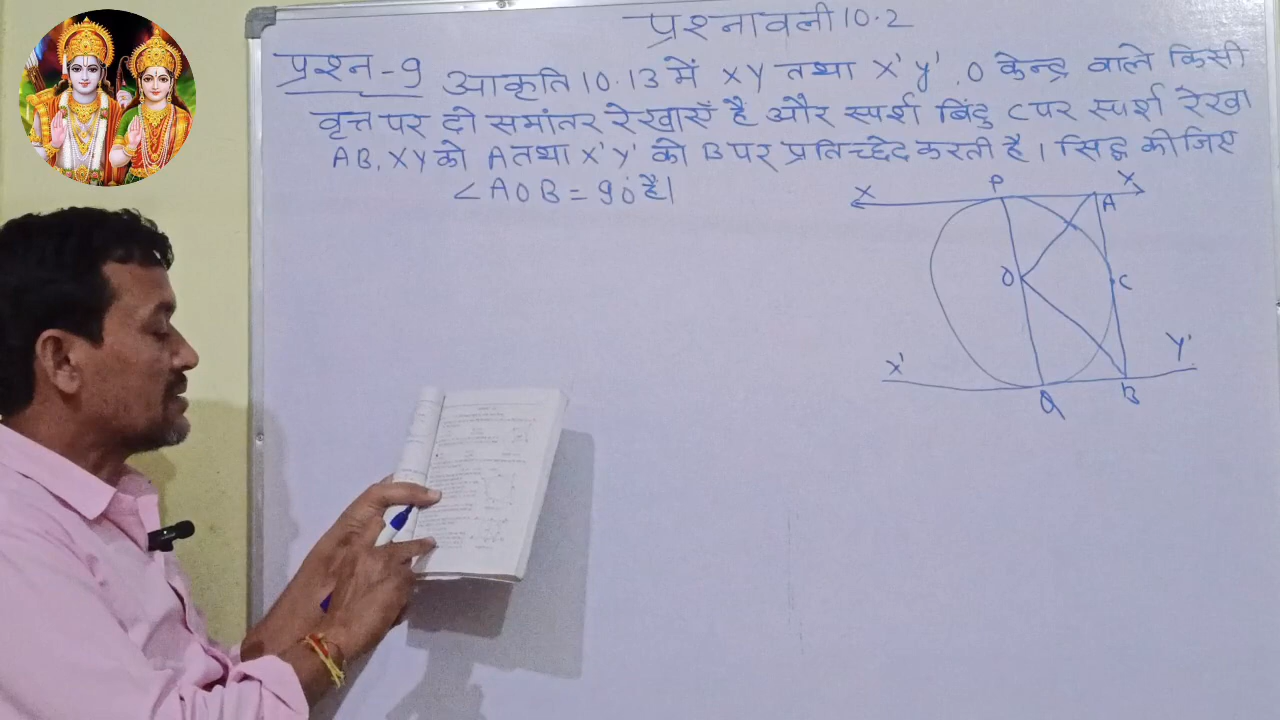 प्रश्नावली 10.2
प्रश्न-9 आकृति 10.13 में XY तथा X'y' .O केन्द्र वाले किसी
वृत्त पर दो समांतर रेखाएँ है और स्पर्श बिंदु C पर स्पर्श रेखा
AB, XY को A तथा X'Y' को B पर प्रतिच्छेद करती है। सिद्ध कीजिए
∠AOB = 90° है।
X P X
A
O C
X' Y'
Q B